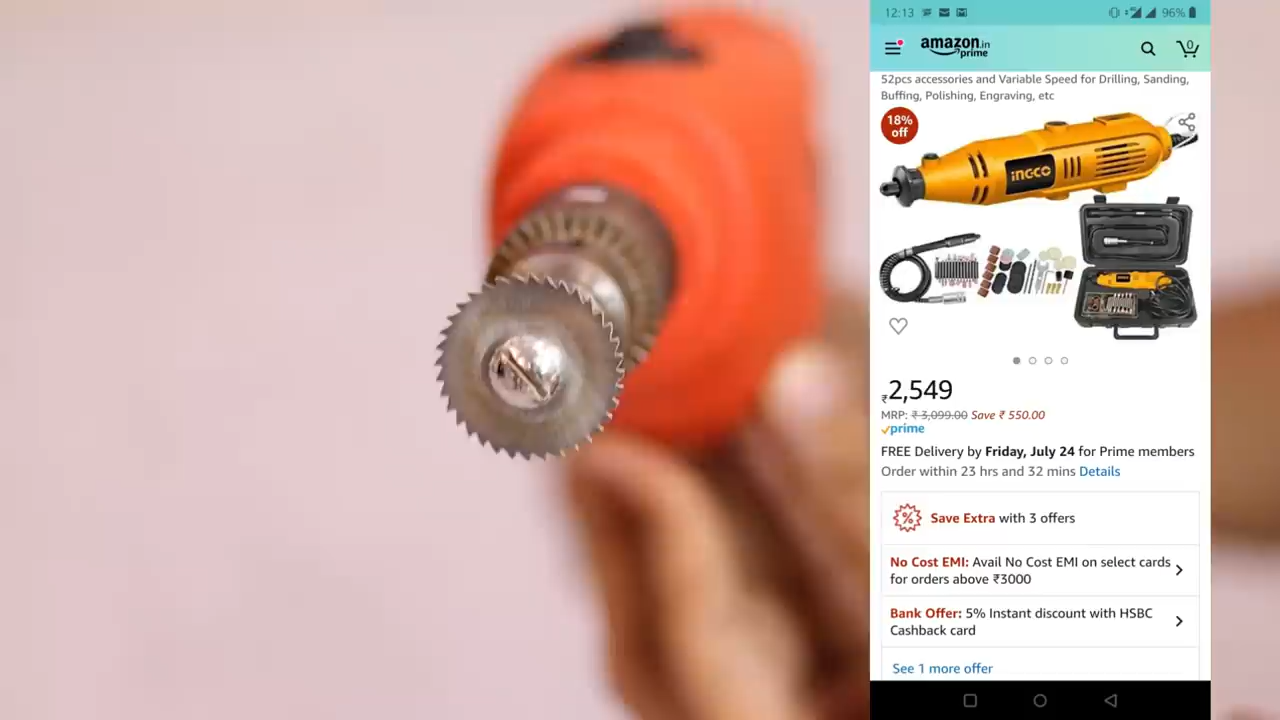 12:13
96%
amazon.in
prime
0
52pcs accessories and Variable Speed for Drilling, Sanding,
Buffing, Polishing, Engraving, etc
18%
off
INGCO
₹2,549
MRP: ₹ 3,099.00 Save ₹ 550.00
prime
FREE Delivery by Friday, July 24 for Prime members
Order within 23 hrs and 32 mins Details
Save Extra with 3 offers
No Cost EMI: Avail No Cost EMI on select cards
for orders above ₹3000
Bank Offer: 5% Instant discount with HSBC
Cashback card
See 1 more offer